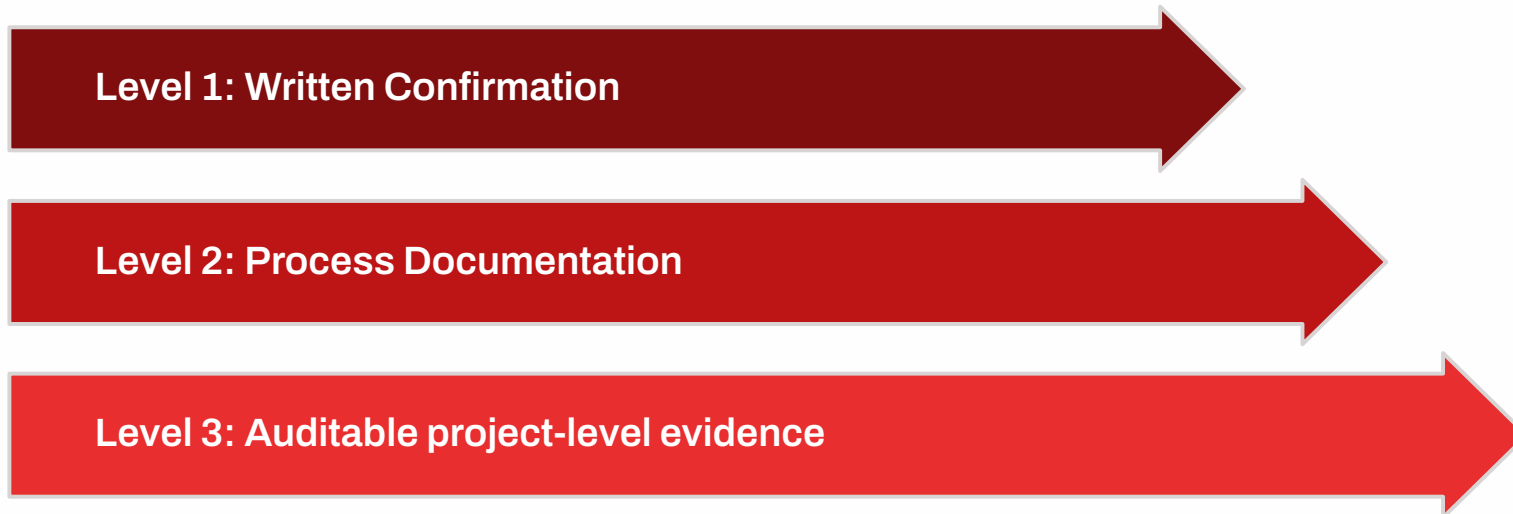 Level 1: Written Confirmation
Level 2: Process Documentation
Level 3: Auditable project-level evidence